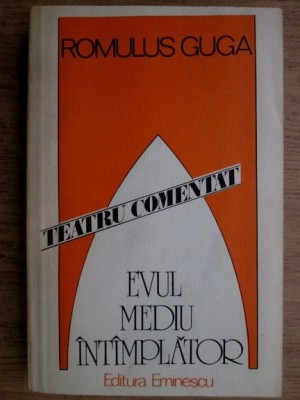 ROMULUS GUGA
TEATRU COMENTAT
EVUL
MEDIU
ÎNTÎMPLĂTOR
Editura Eminescu